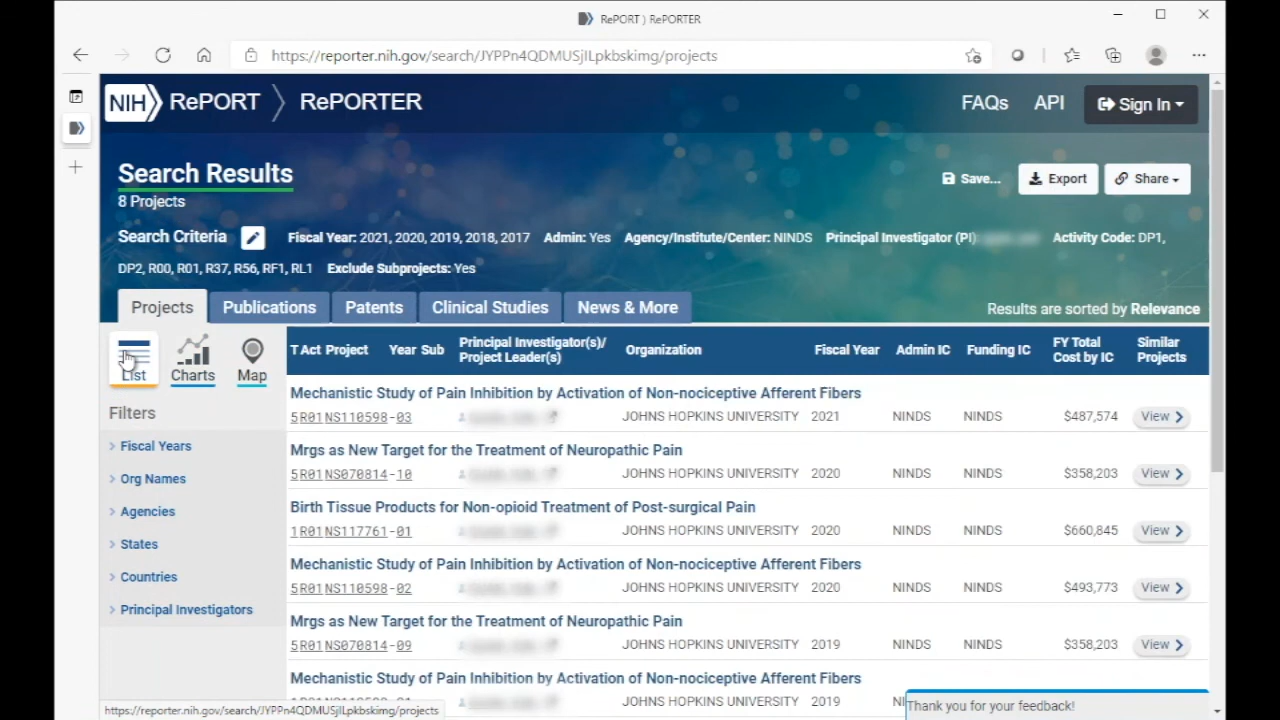 RePORT ⟩ RePORTER
https://reporter.nih.gov/search/JYPPn4QDMUSjILpkbskimg/projects
NIH RePORT RePORTER
FAQs API Sign In
Search Results
8 Projects
Save... Export Share
Search Criteria Fiscal Year: 2021, 2020, 2019, 2018, 2017 Admin: Yes Agency/Institute/Center: NINDS Principal Investigator (PI) Activity Code: DP1,
DP2, R00, R01, R37, R56, RF1, RL1 Exclude Subprojects: Yes
Projects Publications Patents Clinical Studies News & More
Results are sorted by Relevance
List Charts Map
Filters
Fiscal Years
Org Names
Agencies
States
Countries
Principal Investigators
T Act Project Year Sub Principal Investigator(s)/ Project Leader(s) Organization Fiscal Year Admin IC Funding IC FY Total Cost by IC Similar Projects
Mechanistic Study of Pain Inhibition by Activation of Non-nociceptive Afferent Fibers
5R01NS110598-03 JOHNS HOPKINS UNIVERSITY 2021 NINDS NINDS $487,574 View
Mrgs as New Target for the Treatment of Neuropathic Pain
5R01NS070814-10 JOHNS HOPKINS UNIVERSITY 2020 NINDS NINDS $358,203 View
Birth Tissue Products for Non-opioid Treatment of Post-surgical Pain
1R01NS117761-01 JOHNS HOPKINS UNIVERSITY 2020 NINDS NINDS $660,845 View
Mechanistic Study of Pain Inhibition by Activation of Non-nociceptive Afferent Fibers
5R01NS110598-02 JOHNS HOPKINS UNIVERSITY 2020 NINDS NINDS $493,773 View
Mrgs as New Target for the Treatment of Neuropathic Pain
5R01NS070814-09 JOHNS HOPKINS UNIVERSITY 2019 NINDS NINDS $358,203 View
Mechanistic Study of Pain Inhibition by Activation of Non-nociceptive Afferent Fibers
JOHNS HOPKINS UNIVERSITY 2019
https://reporter.nih.gov/search/JYPPn4QDMUSjILpkbskimg/projects
Thank you for your feedback!